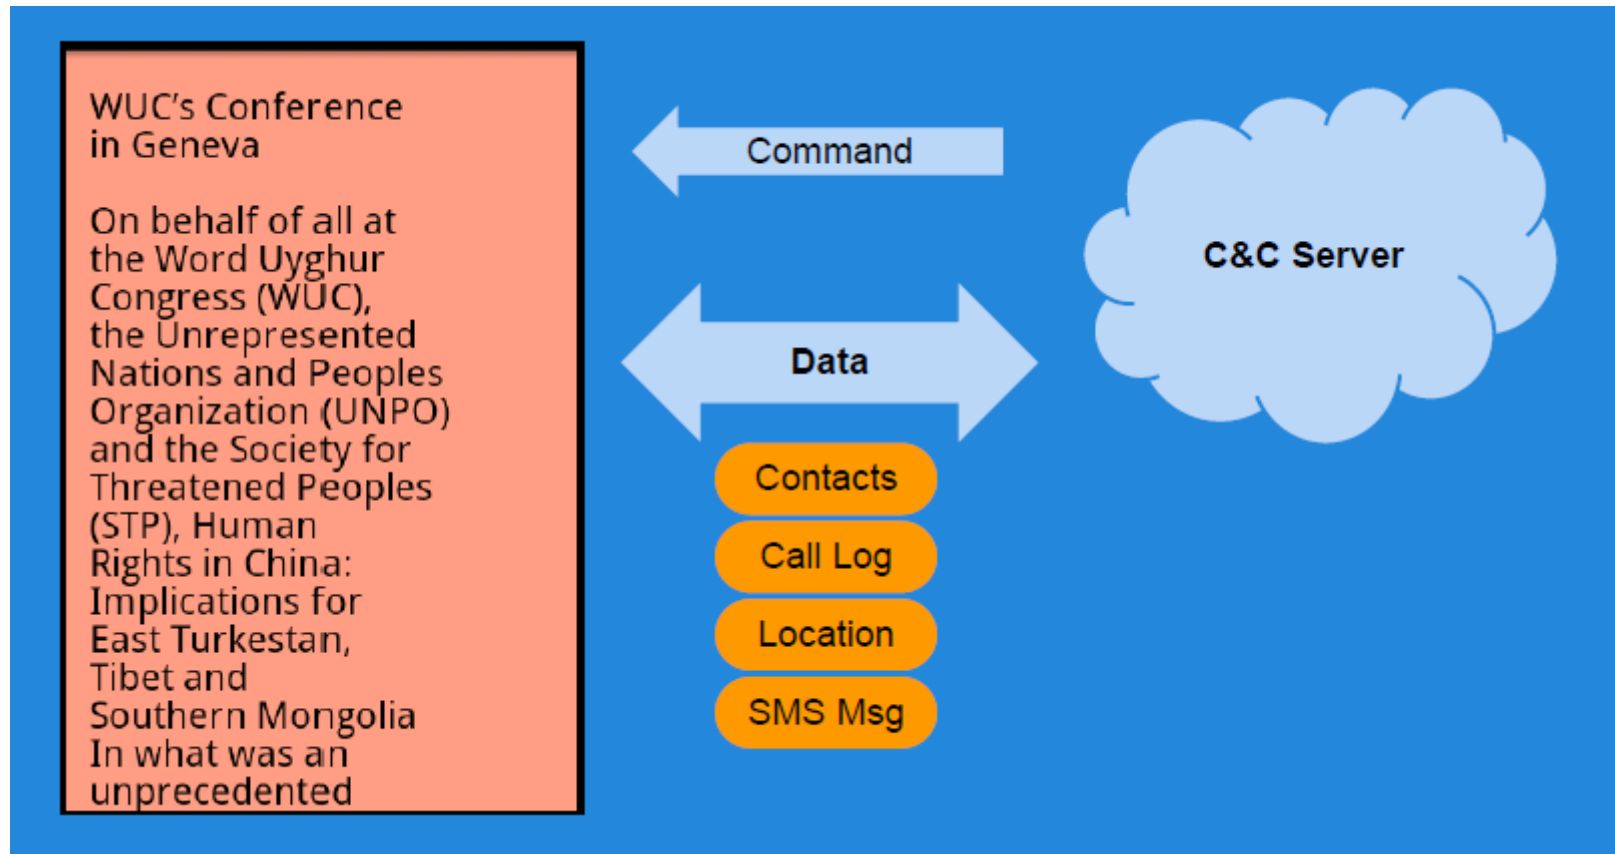 WUC’s Conference
in Geneva
On behalf of all at
the Word Uyghur
Congress (WUC),
the Unrepresented
Nations and Peoples
Organization (UNPO)
and the Society for
Threatened Peoples
(STP), Human
Rights in China:
Implications for
East Turkestan,
Tibet and
Southern Mongolia
In what was an
unprecedented
Command
Data
Contacts
Call Log
Location
SMS Msg
C&C Server